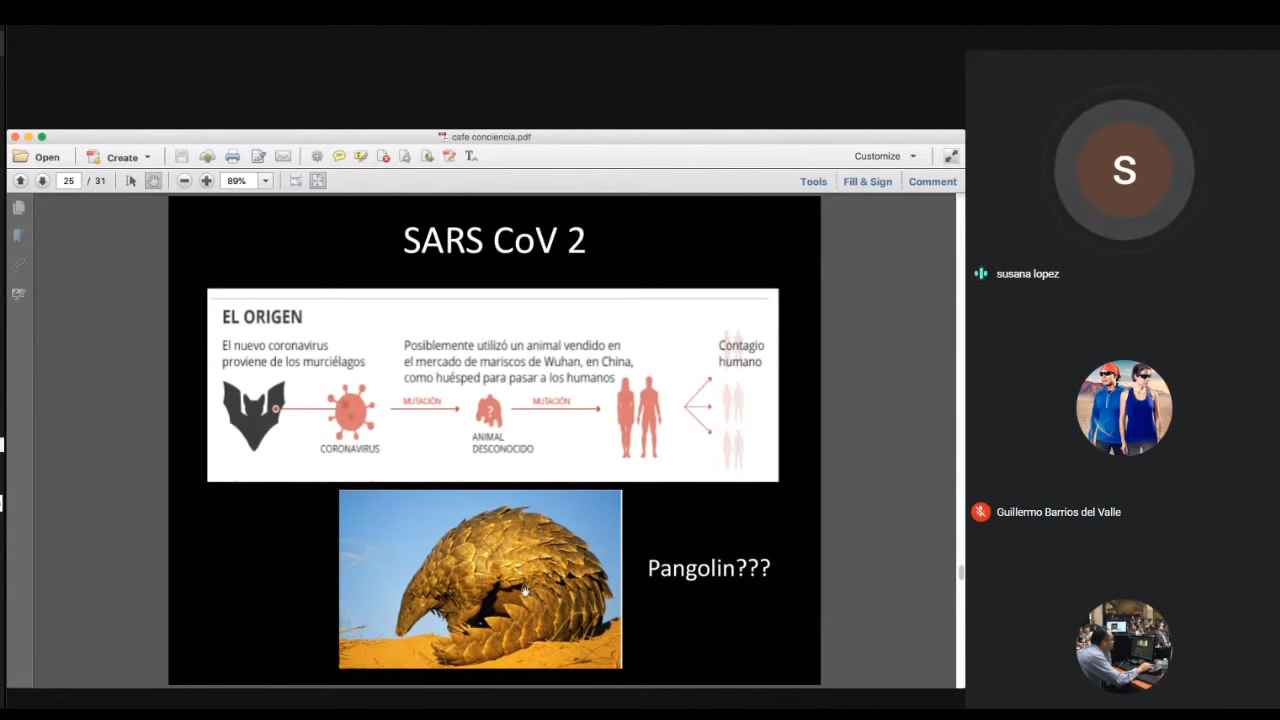 cafe conciencia.pdf
Open
Create
Customize
25 / 31
89%
Tools
Fill & Sign
Comment
SARS CoV 2
EL ORIGEN
El nuevo coronavirus
proviene de los murciélagos
Posiblemente utilizó un animal vendido en
el mercado de mariscos de Wuhan, en China,
como huésped para pasar a los humanos
Contagio
humano
MUTACIÓN
MUTACIÓN
?
CORONAVIRUS
ANIMAL
DESCONOCIDO
Pangolin???
S
susana lopez
Guillermo Barrios del Valle